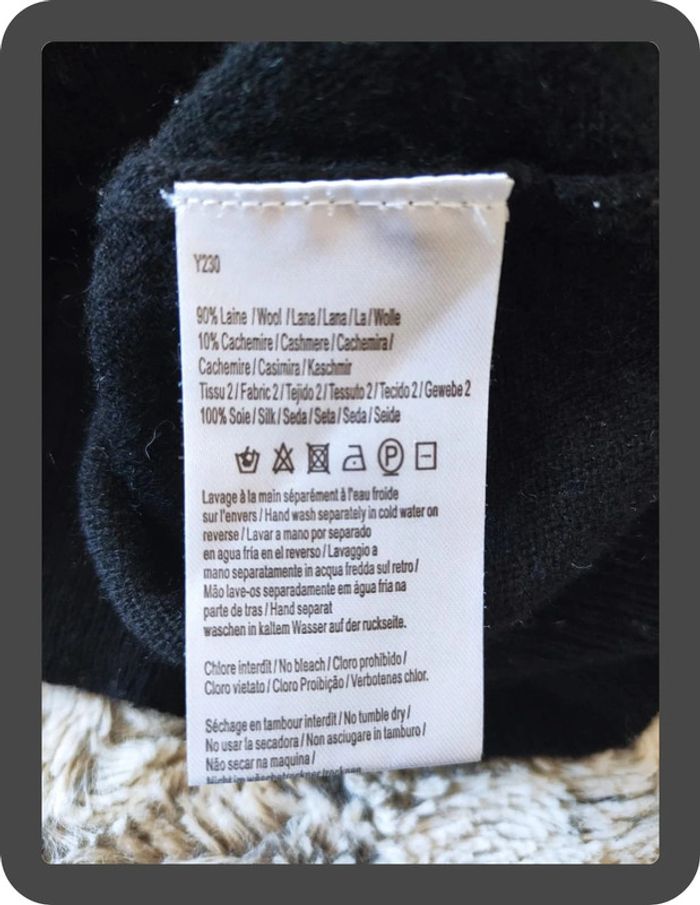 Y230
90% Laine / Wool / Lana / Lana / La / Wolle
10% Cachemire / Cashmere / Cachemira /
Cachemire / Casimira / Kaschmir
Tissu 2 / Fabric 2 / Tejido 2 / Tessuto 2 / Tecido 2 / Gewebe 2
100% Soie / Silk / Seda / Seta / Seda / Seide
P
Lavage à la main séparément à l'eau froide
sur l'envers / Hand wash separately in cold water on
reverse / Lavar a mano por separado
en agua fría en el reverso / Lavaggio a
mano separatamente in acqua fredda sul retro /
Mão lave-os separadamente em água fria na
parte de tras / Hand separat
waschen in kaltem Wasser auf der ruckseite.
Chlore interdit / No bleach / Cloro prohibido /
Cloro vietato / Cloro Proibição / Verbotenes chlor.
Séchage en tambour interdit / No tumble dry /
No usar la secadora / Non asciugare in tamburo /
Não secar na maquina /
Nicht im wäschetrockner trocknen